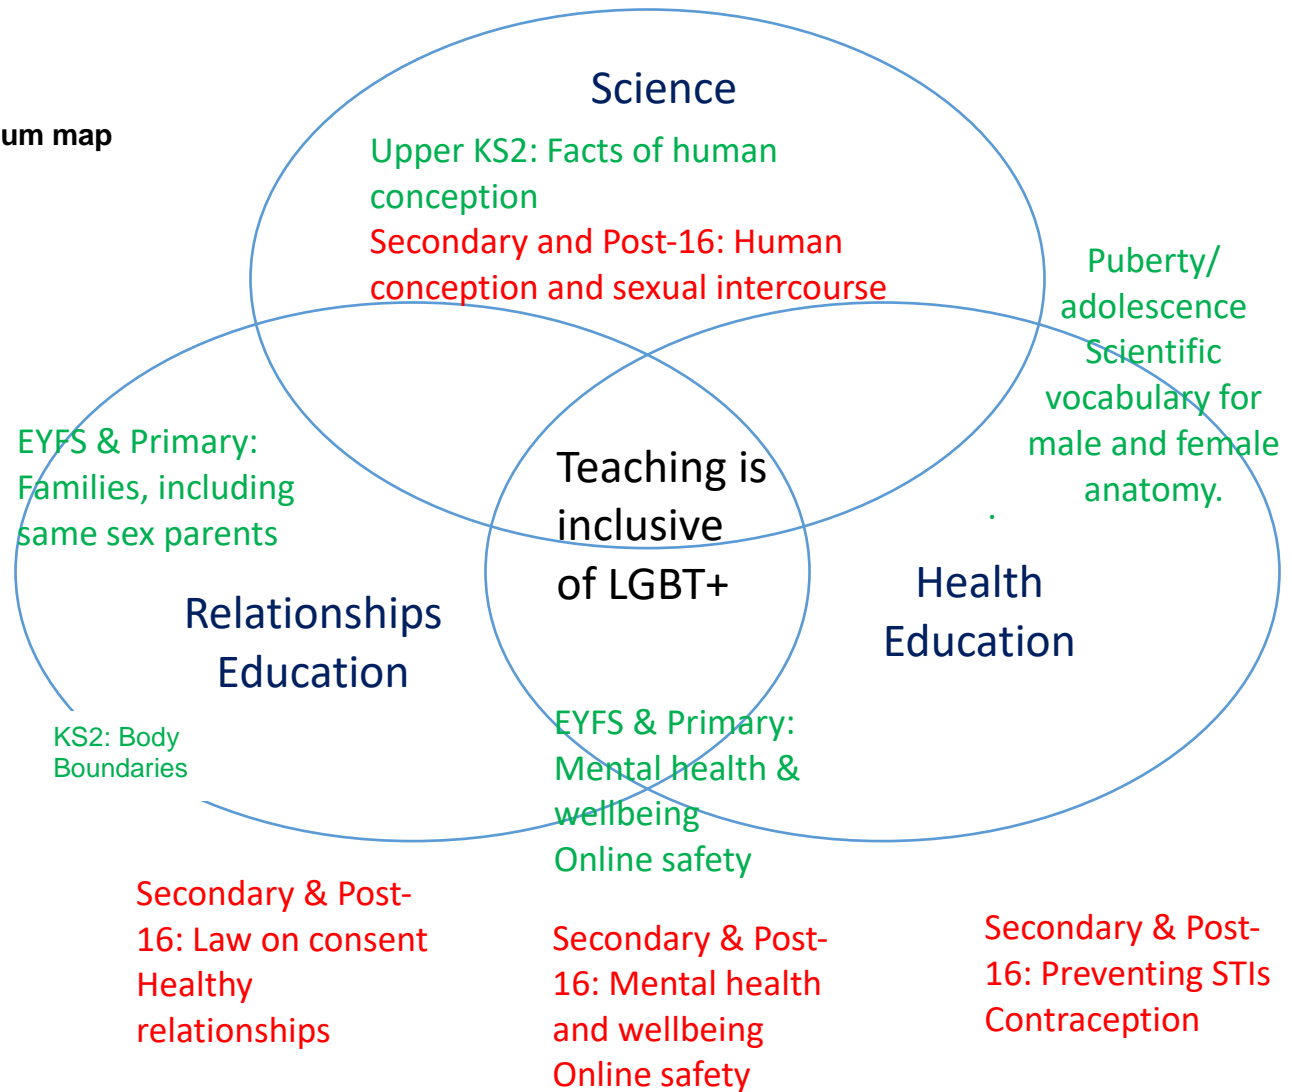 Science
um map
Upper KS2: Facts of human
conception
Secondary and Post-16: Human
conception and sexual intercourse
Puberty/
adolescence
Scientific
vocabulary for
male and female
anatomy.
.
EYFS & Primary:
Families, including
same sex parents
Teaching is
inclusive
of LGBT+
Relationships
Education
Health
Education
KS2: Body
Boundaries
EYFS & Primary:
Mental health &
wellbeing
Online safety
Secondary & Post-
16: Law on consent
Healthy
relationships
Secondary & Post-
16: Mental health
and wellbeing
Online safety
Secondary & Post-
16: Preventing STIs
Contraception